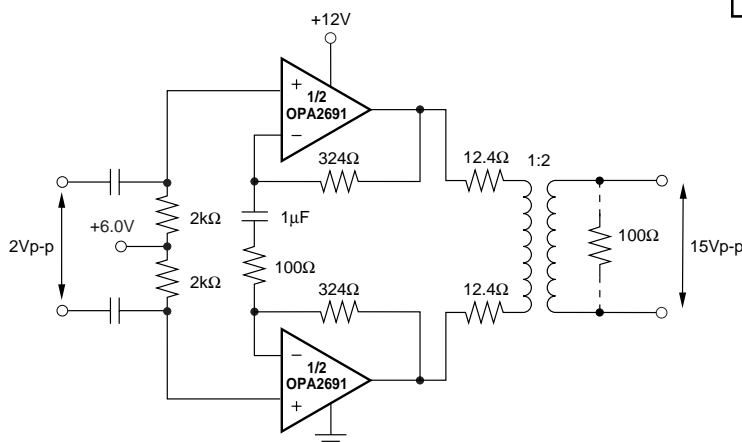 +12V
+
1/2
OPA2691
−
324Ω
12.4Ω
1:2
2kΩ
1μF
+6.0V
2Vp-p
100Ω
100Ω
15Vp-p
2kΩ
324Ω
12.4Ω
−
1/2
OPA2691
+